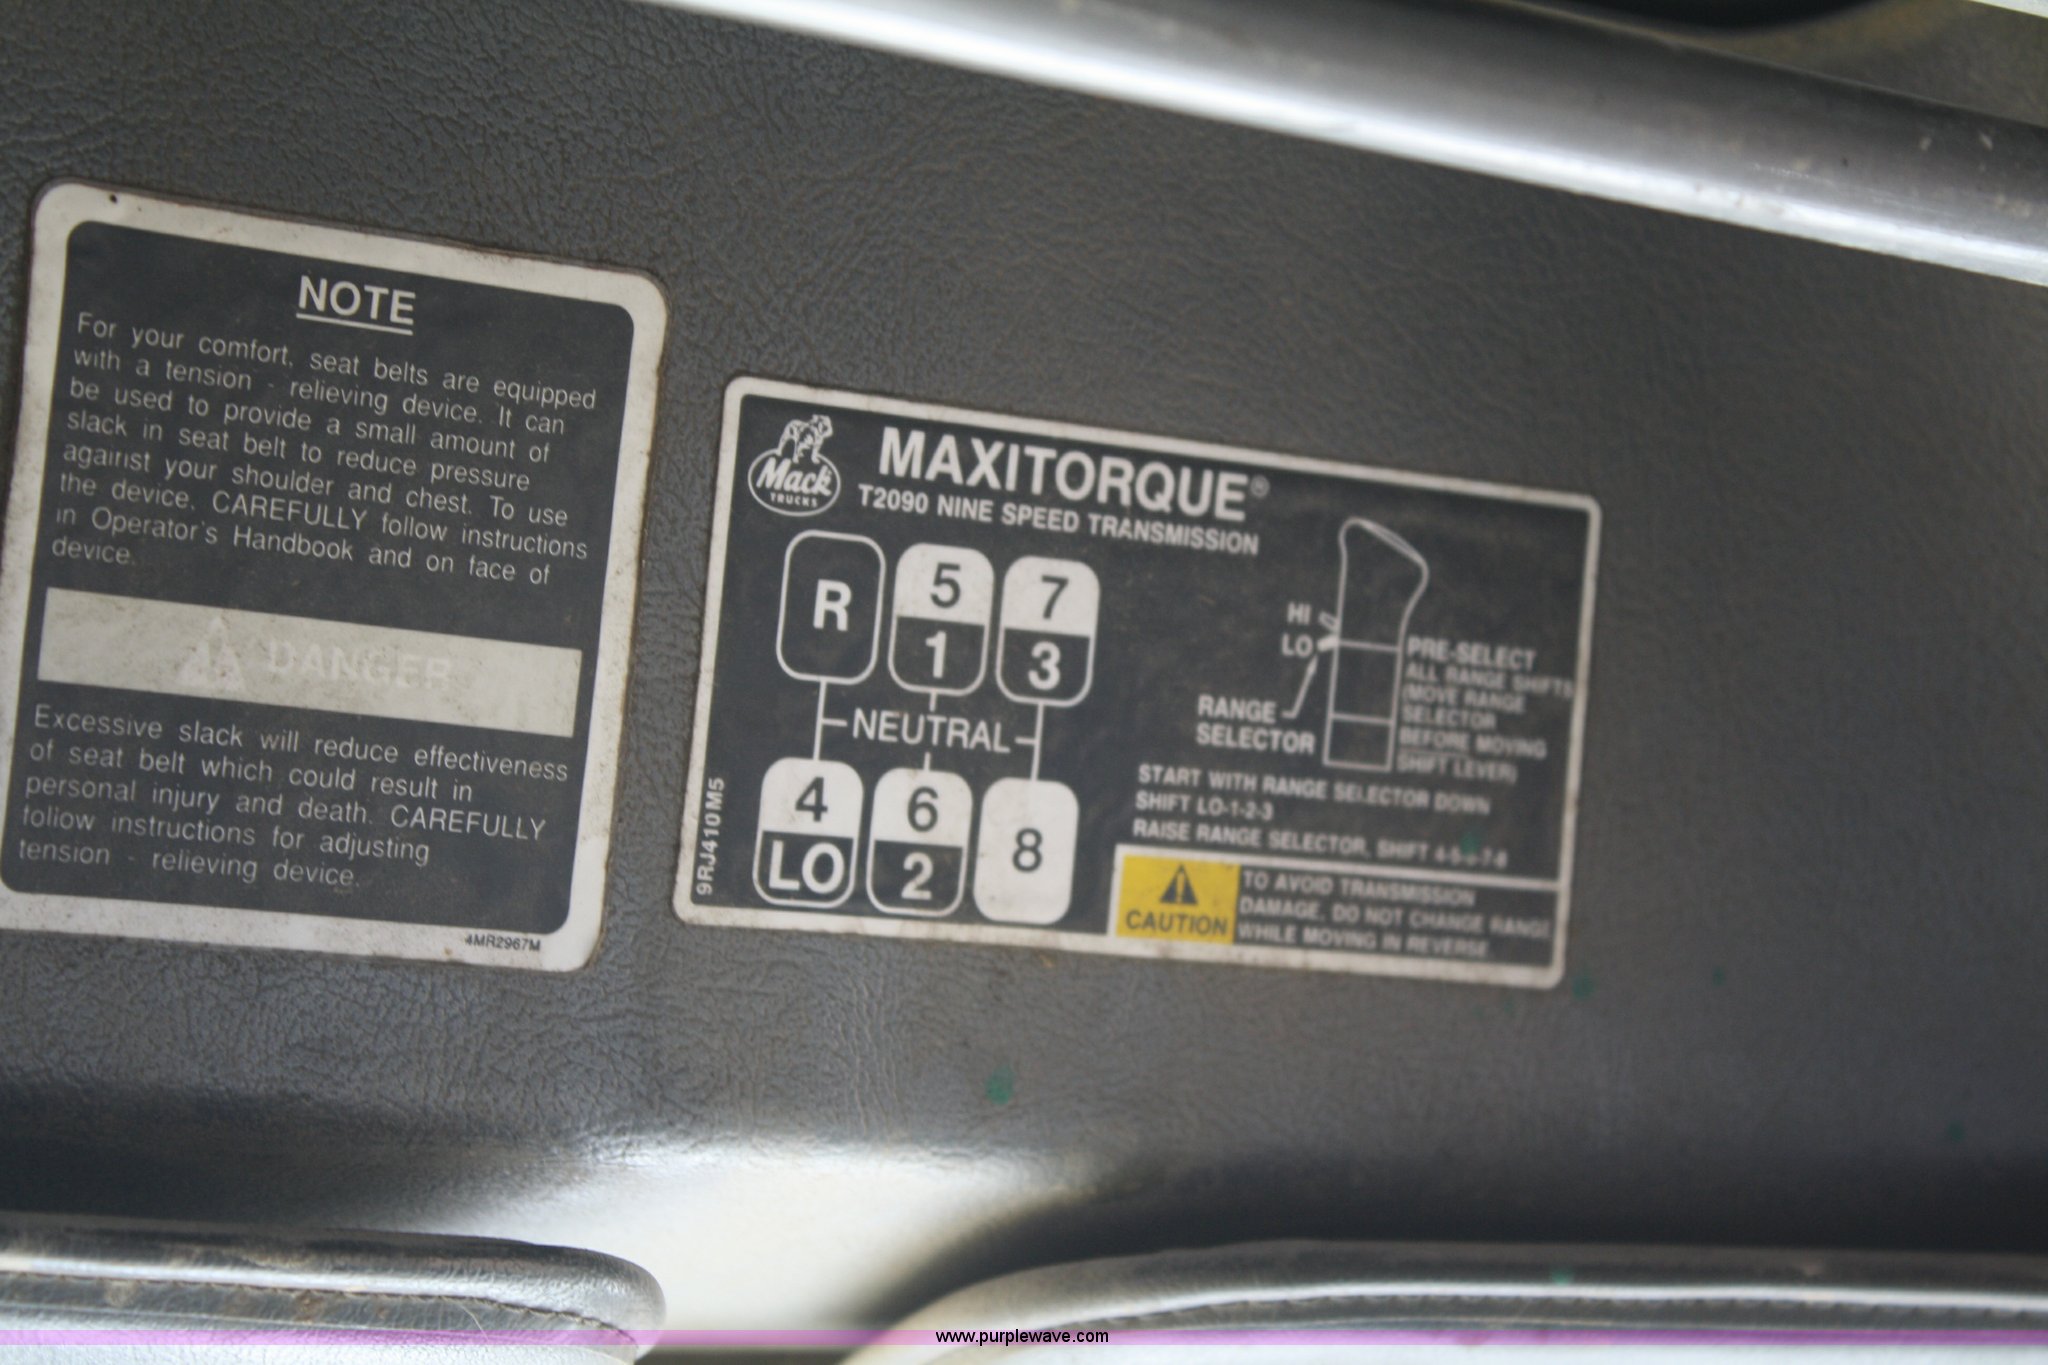 NOTE
For your comfort, seat belts are equipped
with a tension - relieving device. It can
be used to provide a small amount of
slack in seat belt to reduce pressure
against your shoulder and chest. To use
the device, CAREFULLY follow instructions
in Operator's Handbook and on face of
device.
DANGER
Excessive slack will reduce effectiveness
of seat belt which could result in
personal injury and death. CAREFULLY
follow instructions for adjusting
tension - relieving device.
4MR2967M
Mack
TRUCKS
MAXITORQUE®
T2090 NINE SPEED TRANSMISSION
R 5 7
1 3
NEUTRAL
4 6 8
LO 2
9RJ410M5
HI
LO
RANGE
SELECTOR
PRE-SELECT
ALL RANGE SHIFTS
(MOVE RANGE
SELECTOR
BEFORE MOVING
SHIFT LEVER)
START WITH RANGE SELECTOR DOWN
SHIFT LO-1-2-3
RAISE RANGE SELECTOR, SHIFT 4-5-6-7-8
CAUTION
TO AVOID TRANSMISSION
DAMAGE, DO NOT CHANGE RANGE
WHILE MOVING IN REVERSE.
www.purplewave.com